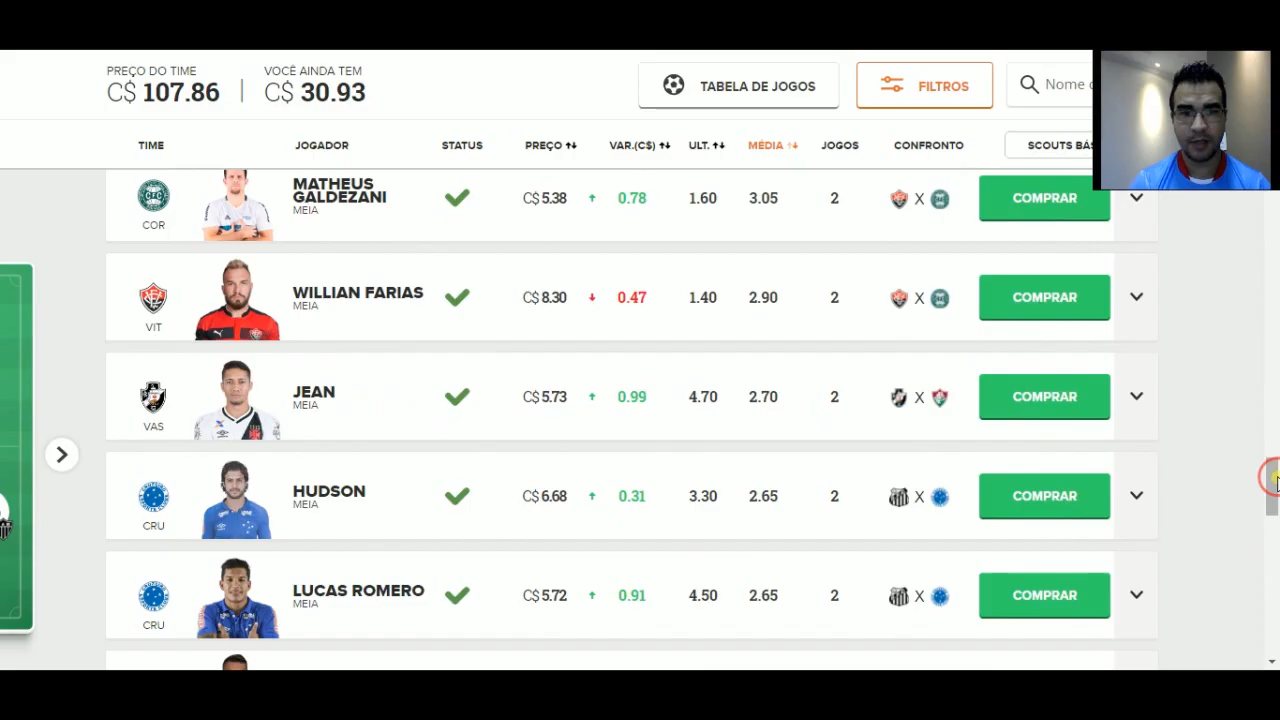 PREÇO DO TIME
C$ 107.86
VOCÊ AINDA TEM
C$ 30.93
TABELA DE JOGOS
FILTROS
Nome
TIME JOGADOR STATUS PREÇO VAR.(C$) ULT. MÉDIA JOGOS CONFRONTO SCOUTS BÁS
MATHEUS
GALDEZANI
MEIA
COR
C$ 5.38 0.78 1.60 3.05 2 X COMPRAR
WILLIAN FARIAS
MEIA
VIT
C$ 8.30 0.47 1.40 2.90 2 X COMPRAR
JEAN
MEIA
VAS
C$ 5.73 0.99 4.70 2.70 2 X COMPRAR
HUDSON
MEIA
CRU
C$ 6.68 0.31 3.30 2.65 2 X COMPRAR
LUCAS ROMERO
MEIA
CRU
C$ 5.72 0.91 4.50 2.65 2 X COMPRAR